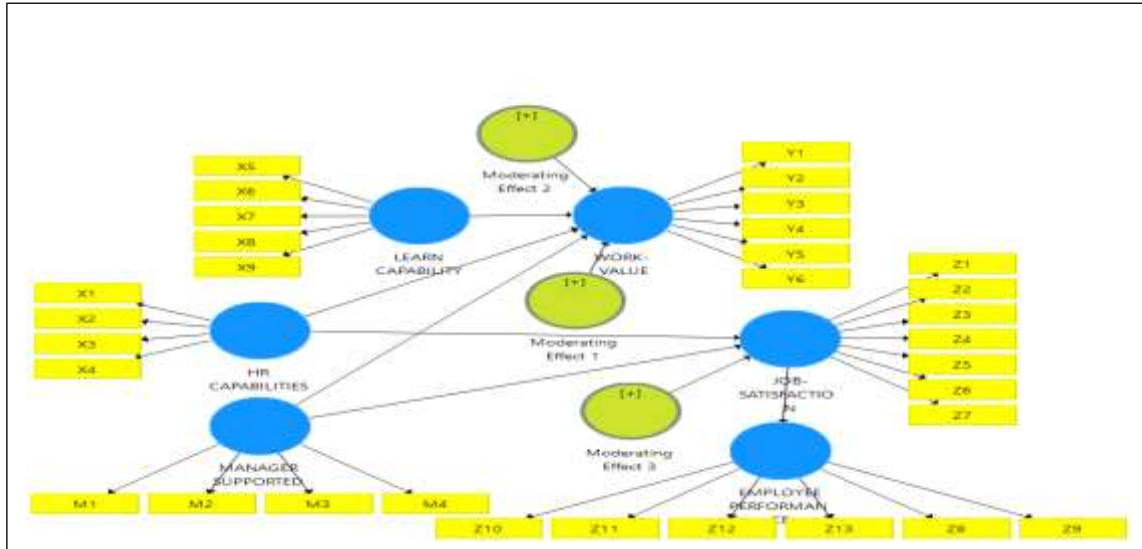 [+]
Moderating
Effect 2
X5
X6
X7
X8
X9
LEARN
CAPABILITY
WORK-
VALUE
Y1
Y2
Y3
Y4
Y5
Y6
[+]
Moderating
Effect 1
X1
X2
X3
X4
HR
CAPABILITIES
JOB-
SATISFACTIO
N
Z1
Z2
Z3
Z4
Z5
Z6
Z7
[+]
Moderating
Effect 3
MANAGER
SUPPORTED
M1
M2
M3
M4
EMPLOYEE
PERFORMAN
CE
Z10
Z11
Z12
Z13
Z8
Z9